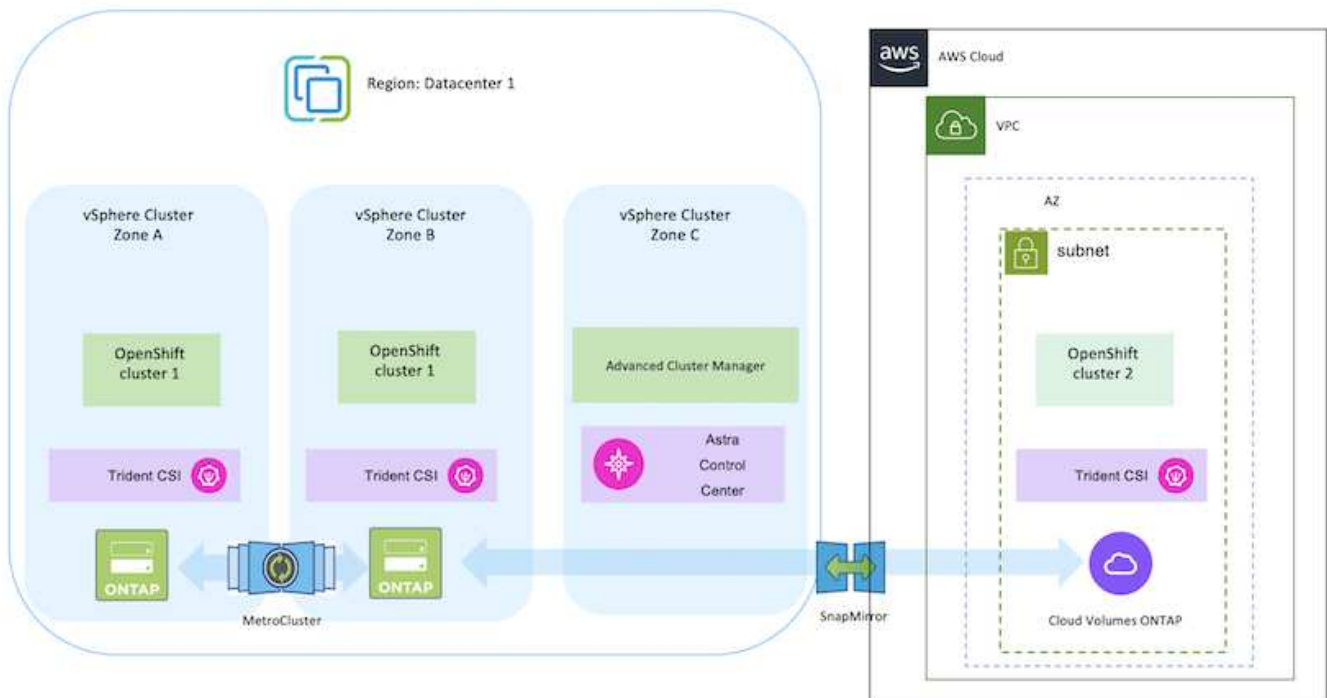 Region: Datacenter 1
aws
AWS Cloud
VPC
AZ
subnet
vSphere Cluster
Zone A
vSphere Cluster
Zone B
vSphere Cluster
Zone C
OpenShift
cluster 1
OpenShift
cluster 1
Advanced Cluster Manager
OpenShift
cluster 2
Trident CSI
Trident CSI
Astra
Control
Center
Trident CSI
ONTAP
ONTAP
MetroCluster
SnapMirror
Cloud Volumes ONTAP